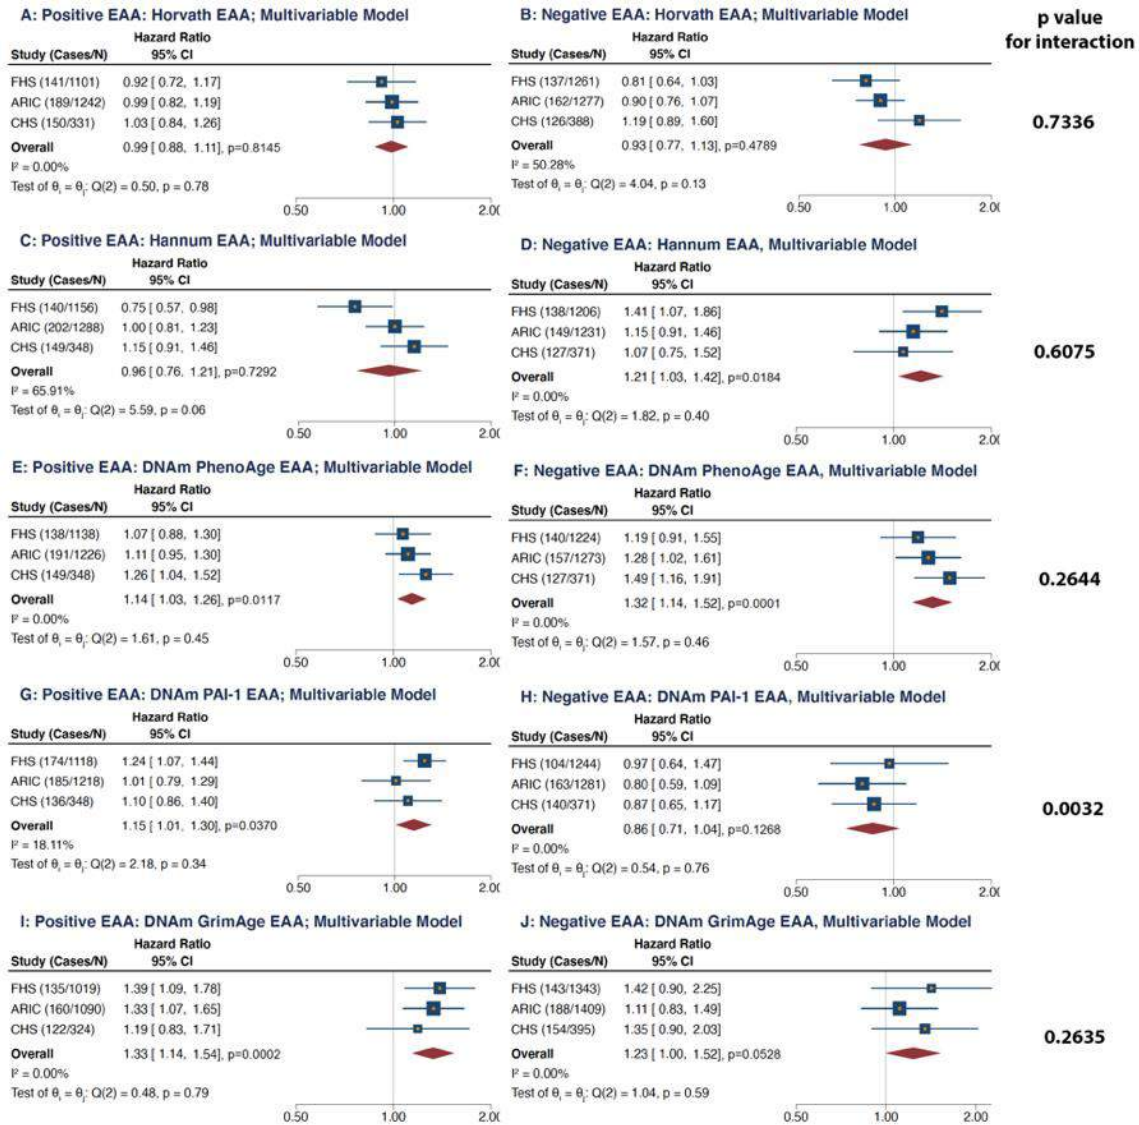 A: Positive EAA: Horvath EAA; Multivariable Model
Hazard Ratio
Study (Cases/N) 95% CI
FHS (141/1101) 0.92 [ 0.72, 1.17]
ARIC (189/1242) 0.99 [ 0.82, 1.19]
CHS (150/331) 1.03 [ 0.84, 1.26]
Overall 0.99 [ 0.88, 1.11], p=0.8145
I² = 0.00%
Test of θᵢ = θⱼ: Q(2) = 0.50, p = 0.78
0.50 1.00 2.0
B: Negative EAA: Horvath EAA; Multivariable Model
Hazard Ratio
Study (Cases/N) 95% CI
FHS (137/1261) 0.81 [ 0.64, 1.03]
ARIC (162/1277) 0.90 [ 0.76, 1.07]
CHS (126/388) 1.19 [ 0.89, 1.60]
Overall 0.93 [ 0.77, 1.13], p=0.4789
I² = 50.28%
Test of θᵢ = θⱼ: Q(2) = 4.04, p = 0.13
0.50 1.00 2.0
p value
for interaction
0.7336
C: Positive EAA: Hannum EAA; Multivariable Model
Hazard Ratio
Study (Cases/N) 95% CI
FHS (140/1156) 0.75 [ 0.57, 0.98]
ARIC (202/1288) 1.00 [ 0.81, 1.23]
CHS (149/348) 1.15 [ 0.91, 1.46]
Overall 0.96 [ 0.76, 1.21], p=0.7292
I² = 65.91%
Test of θᵢ = θⱼ: Q(2) = 5.59, p = 0.06
0.50 1.00 2.0
D: Negative EAA: Hannum EAA, Multivariable Model
Hazard Ratio
Study (Cases/N) 95% CI
FHS (138/1206) 1.41 [ 1.07, 1.86]
ARIC (149/1231) 1.15 [ 0.91, 1.46]
CHS (127/371) 1.07 [ 0.75, 1.52]
Overall 1.21 [ 1.03, 1.42], p=0.0184
I² = 0.00%
Test of θᵢ = θⱼ: Q(2) = 1.82, p = 0.40
0.50 1.00 2.0
0.6075
E: Positive EAA: DNAm PhenoAge EAA; Multivariable Model
Hazard Ratio
Study (Cases/N) 95% CI
FHS (138/1138) 1.07 [ 0.88, 1.30]
ARIC (191/1226) 1.11 [ 0.95, 1.30]
CHS (149/348) 1.26 [ 1.04, 1.52]
Overall 1.14 [ 1.03, 1.26], p=0.0117
I² = 0.00%
Test of θᵢ = θⱼ: Q(2) = 1.61, p = 0.45
0.50 1.00 2.0
F: Negative EAA: DNAm PhenoAge EAA, Multivariable Model
Hazard Ratio
Study (Cases/N) 95% CI
FHS (140/1224) 1.19 [ 0.91, 1.55]
ARIC (157/1273) 1.28 [ 1.02, 1.61]
CHS (127/371) 1.49 [ 1.16, 1.91]
Overall 1.32 [ 1.14, 1.52], p=0.0001
I² = 0.00%
Test of θᵢ = θⱼ: Q(2) = 1.57, p = 0.46
0.50 1.00 2.0
0.2644
G: Positive EAA: DNAm PAI-1 EAA; Multivariable Model
Hazard Ratio
Study (Cases/N) 95% CI
FHS (174/1118) 1.24 [ 1.07, 1.44]
ARIC (185/1218) 1.01 [ 0.79, 1.29]
CHS (136/348) 1.10 [ 0.86, 1.40]
Overall 1.15 [ 1.01, 1.30], p=0.0370
I² = 18.11%
Test of θᵢ = θⱼ: Q(2) = 2.18, p = 0.34
0.50 1.00 2.0
H: Negative EAA: DNAm PAI-1 EAA, Multivariable Model
Hazard Ratio
Study (Cases/N) 95% CI
FHS (104/1244) 0.97 [ 0.64, 1.47]
ARIC (163/1281) 0.80 [ 0.59, 1.09]
CHS (140/371) 0.87 [ 0.65, 1.17]
Overall 0.86 [ 0.71, 1.04], p=0.1268
I² = 0.00%
Test of θᵢ = θⱼ: Q(2) = 0.54, p = 0.76
0.50 1.00 2.0
0.0032
I: Positive EAA: DNAm GrimAge EAA; Multivariable Model
Hazard Ratio
Study (Cases/N) 95% CI
FHS (135/1019) 1.39 [ 1.09, 1.78]
ARIC (160/1090) 1.33 [ 1.07, 1.65]
CHS (122/324) 1.19 [ 0.83, 1.71]
Overall 1.33 [ 1.14, 1.54], p=0.0002
I² = 0.00%
Test of θᵢ = θⱼ: Q(2) = 0.48, p = 0.79
0.50 1.00 2.0
J: Negative EAA: DNAm GrimAge EAA, Multivariable Model
Hazard Ratio
Study (Cases/N) 95% CI
FHS (143/1343) 1.42 [ 0.90, 2.25]
ARIC (188/1409) 1.11 [ 0.83, 1.49]
CHS (154/395) 1.35 [ 0.90, 2.03]
Overall 1.23 [ 1.00, 1.52], p=0.0528
I² = 0.00%
Test of θᵢ = θⱼ: Q(2) = 1.04, p = 0.59
0.50 1.00 2.00
0.2635